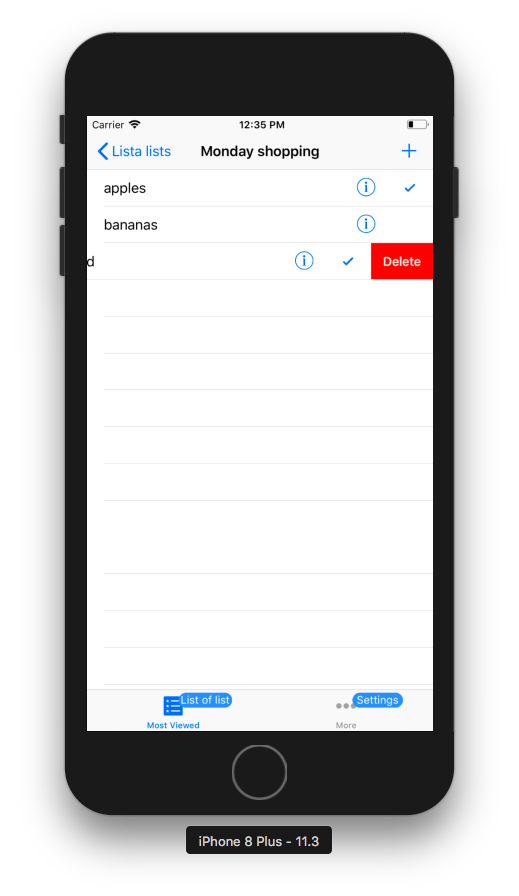 Carrier 12:35 PM
Lista lists Monday shopping +
apples
bananas
d Delete
List of list Settings
Most Viewed More
iPhone 8 Plus - 11.3